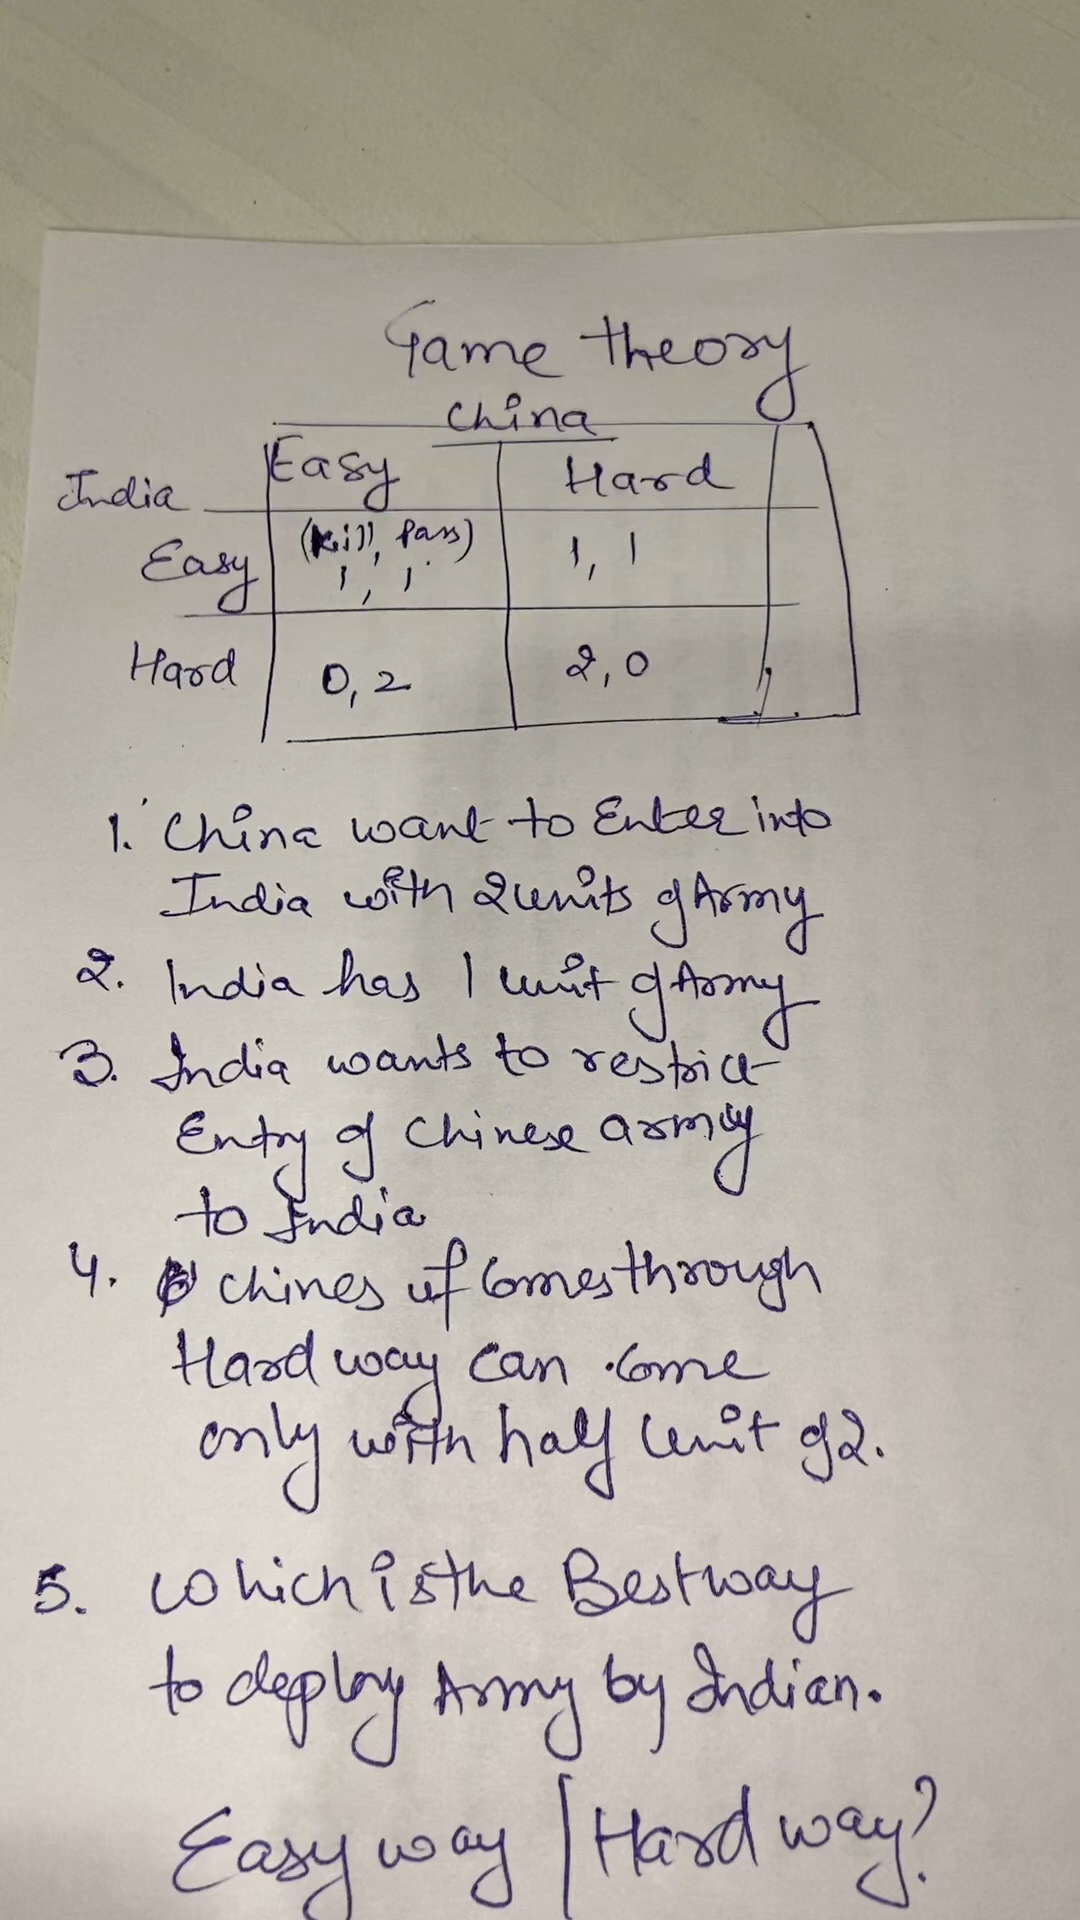 Game theory
China
India Easy Hard
(Kill, Pass)
Easy 1, 1 1, 1
Hard 0, 2 2, 0
1. China want to Enter into
India with 2 units of Army
2. India has 1 unit of Army
3. India wants to restrict
Entry of Chinese army
to India
4. Chines if Comes through
Hard way can Come
only with half Unit of 2.
5. Which is the Best way
to deploy Army by Indian.
Easy way / Hard way?